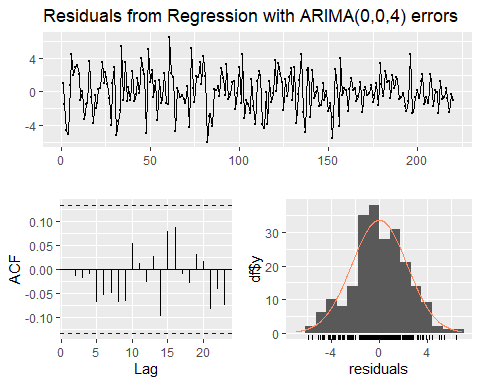 Residuals from Regression with ARIMA(0,0,4) errors
4
0
-4
0 50 100 150 200
0.10
0.05
0.00
-0.05
-0.10
ACF
0 5 10 15 20
Lag
30
20
10
0
df$y
-4 0 4
residuals